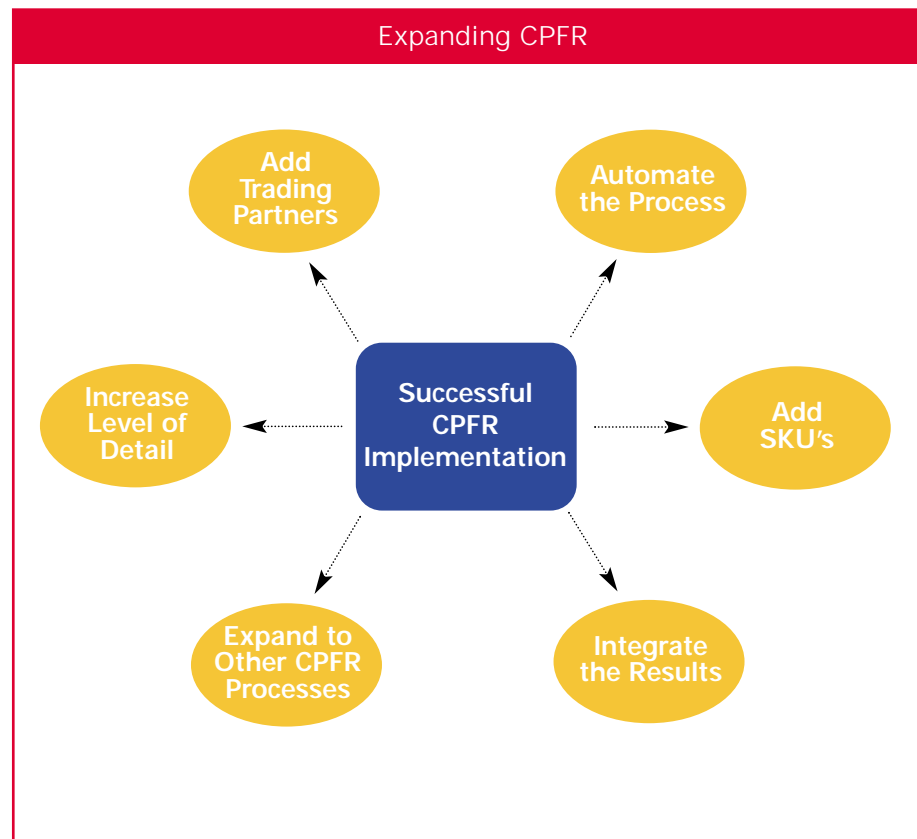 Expanding CPFR
Add
Trading
Partners
Automate
the Process
Increase
Level of
Detail
Successful
CPFR
Implementation
Add
SKU's
Expand to
Other CPFR
Processes
Integrate
the Results